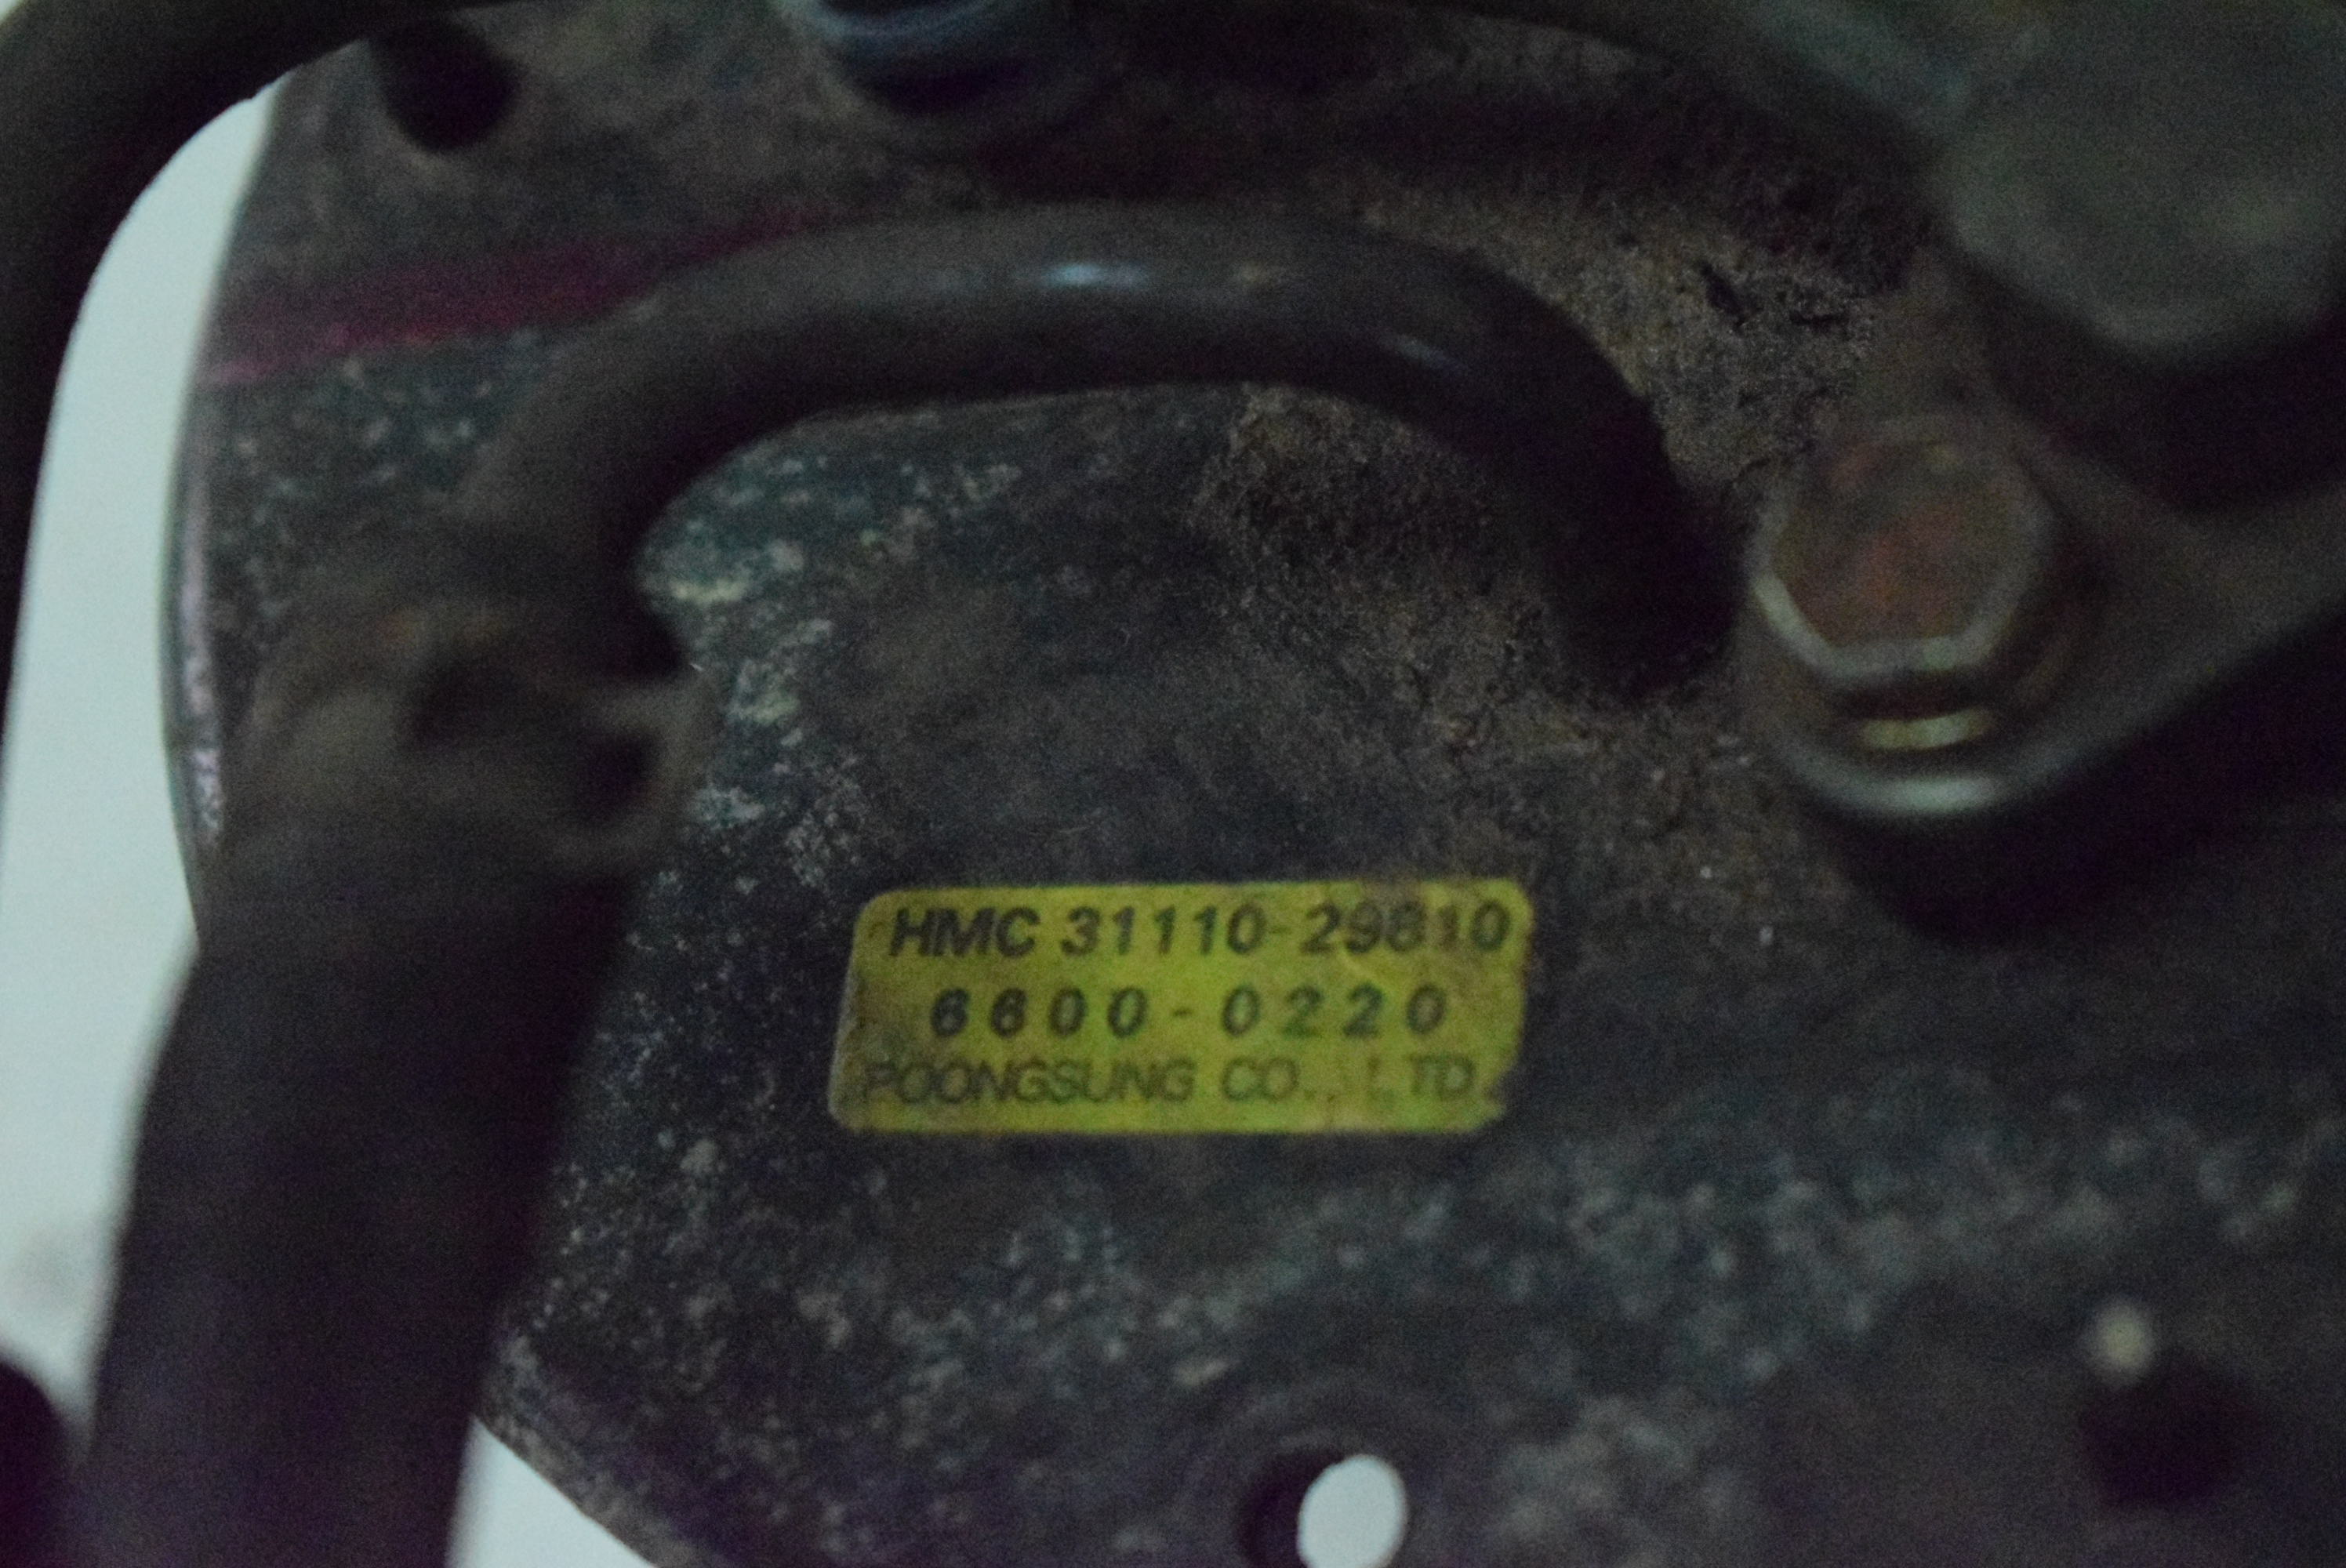 HMC 31110-29810
6600-0220
POONGSUNG CO., LTD.